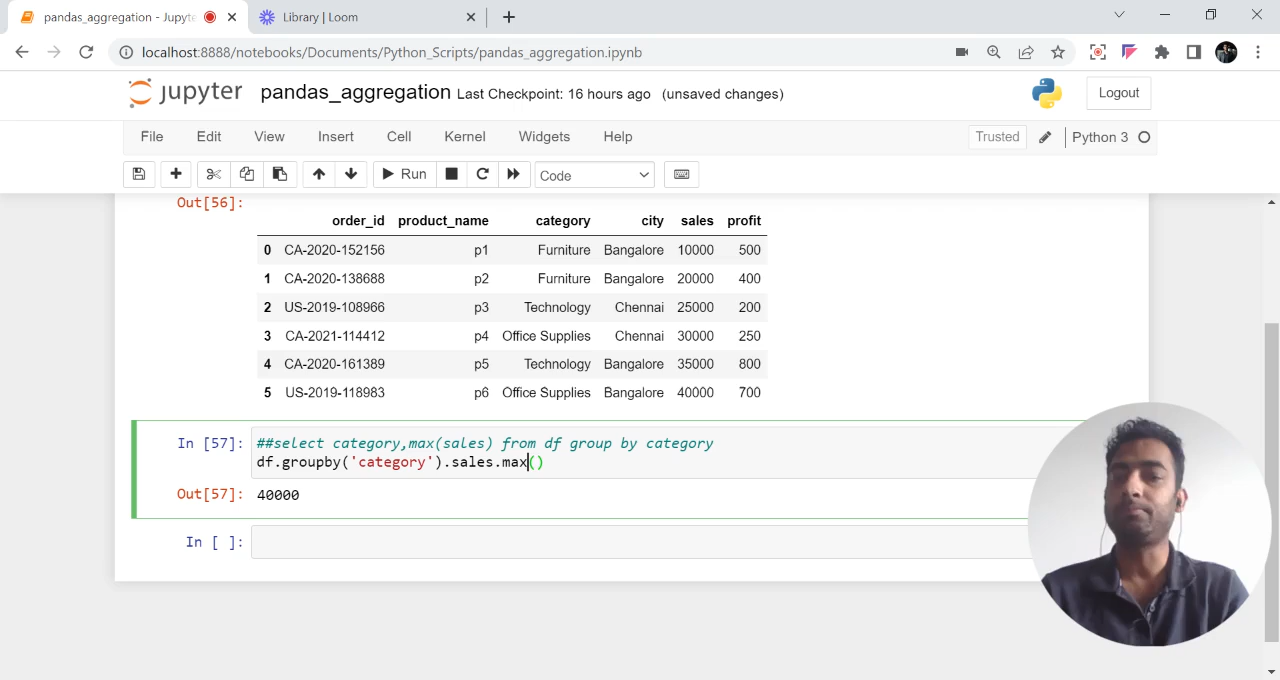 pandas_aggregation - Jupyte
Library | Loom
localhost:8888/notebooks/Documents/Python_Scripts/pandas_aggregation.ipynb
jupyter pandas_aggregation Last Checkpoint: 16 hours ago (unsaved changes) Logout
File Edit View Insert Cell Kernel Widgets Help Trusted Python 3
Run Code
Out[56]:
order_id product_name category city sales profit
0 CA-2020-152156 p1 Furniture Bangalore 10000 500
1 CA-2020-138688 p2 Furniture Bangalore 20000 400
2 US-2019-108966 p3 Technology Chennai 25000 200
3 CA-2021-114412 p4 Office Supplies Chennai 30000 250
4 CA-2020-161389 p5 Technology Bangalore 35000 800
5 US-2019-118983 p6 Office Supplies Bangalore 40000 700
In [57]: ##select category,max(sales) from df group by category
df.groupby('category').sales.max()
Out[57]: 40000
In [ ]: